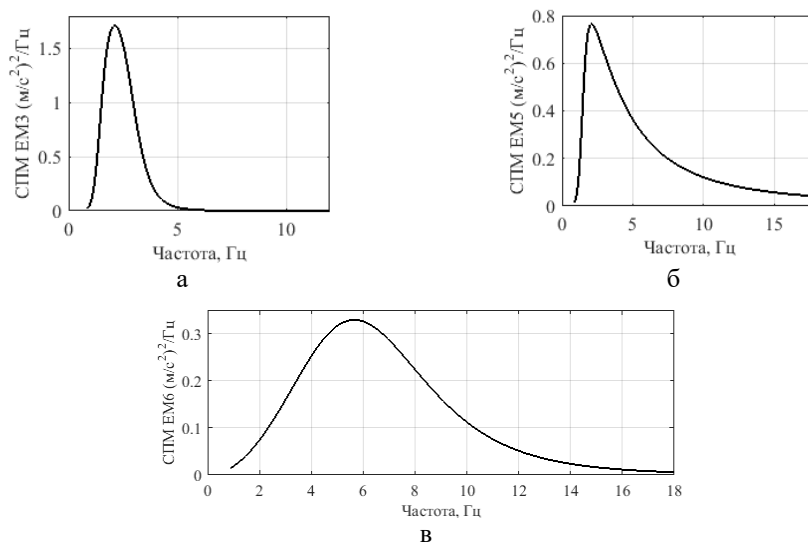 СПМ EM3 (м/с²)²/Гц
1.5
1
0.5
0
0 5 10
Частота, Гц
а
СПМ EM5 (м/с²)²/Гц
0.8
0.6
0.4
0.2
0
0 5 10 15
Частота, Гц
б
СПМ EM6 (м/с²)²/Гц
0.3
0.2
0.1
0
0 2 4 6 8 10 12 14 16 18
Частота, Гц
в